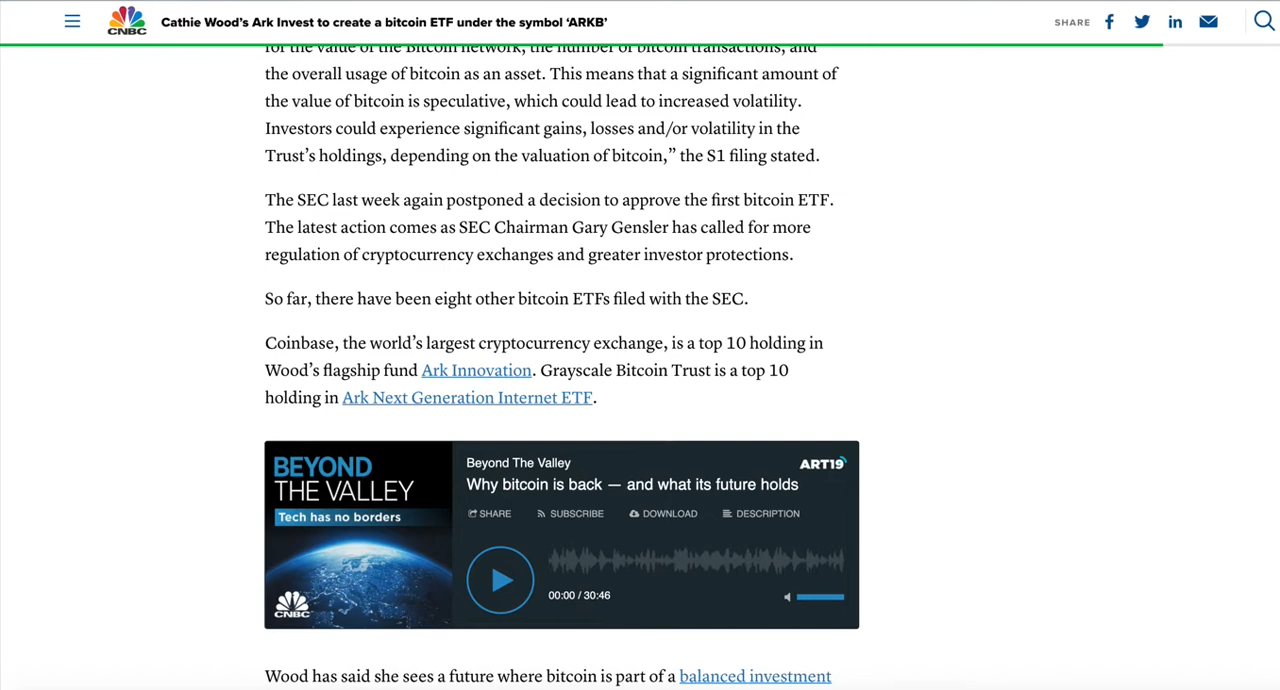 CNBC
Cathie Wood’s Ark Invest to create a bitcoin ETF under the symbol ‘ARKB’
SHARE
for the value of the Bitcoin network, the number of bitcoin transactions, and
the overall usage of bitcoin as an asset. This means that a significant amount of
the value of bitcoin is speculative, which could lead to increased volatility.
Investors could experience significant gains, losses and/or volatility in the
Trust’s holdings, depending on the valuation of bitcoin,” the S1 filing stated.
The SEC last week again postponed a decision to approve the first bitcoin ETF.
The latest action comes as SEC Chairman Gary Gensler has called for more
regulation of cryptocurrency exchanges and greater investor protections.
So far, there have been eight other bitcoin ETFs filed with the SEC.
Coinbase, the world’s largest cryptocurrency exchange, is a top 10 holding in
Wood’s flagship fund Ark Innovation. Grayscale Bitcoin Trust is a top 10
holding in Ark Next Generation Internet ETF.
BEYOND
THE VALLEY
Tech has no borders
CNBC
Beyond The Valley
ART19
Why bitcoin is back — and what its future holds
SHARE SUBSCRIBE DOWNLOAD DESCRIPTION
00:00 / 30:46
Wood has said she sees a future where bitcoin is part of a balanced investment